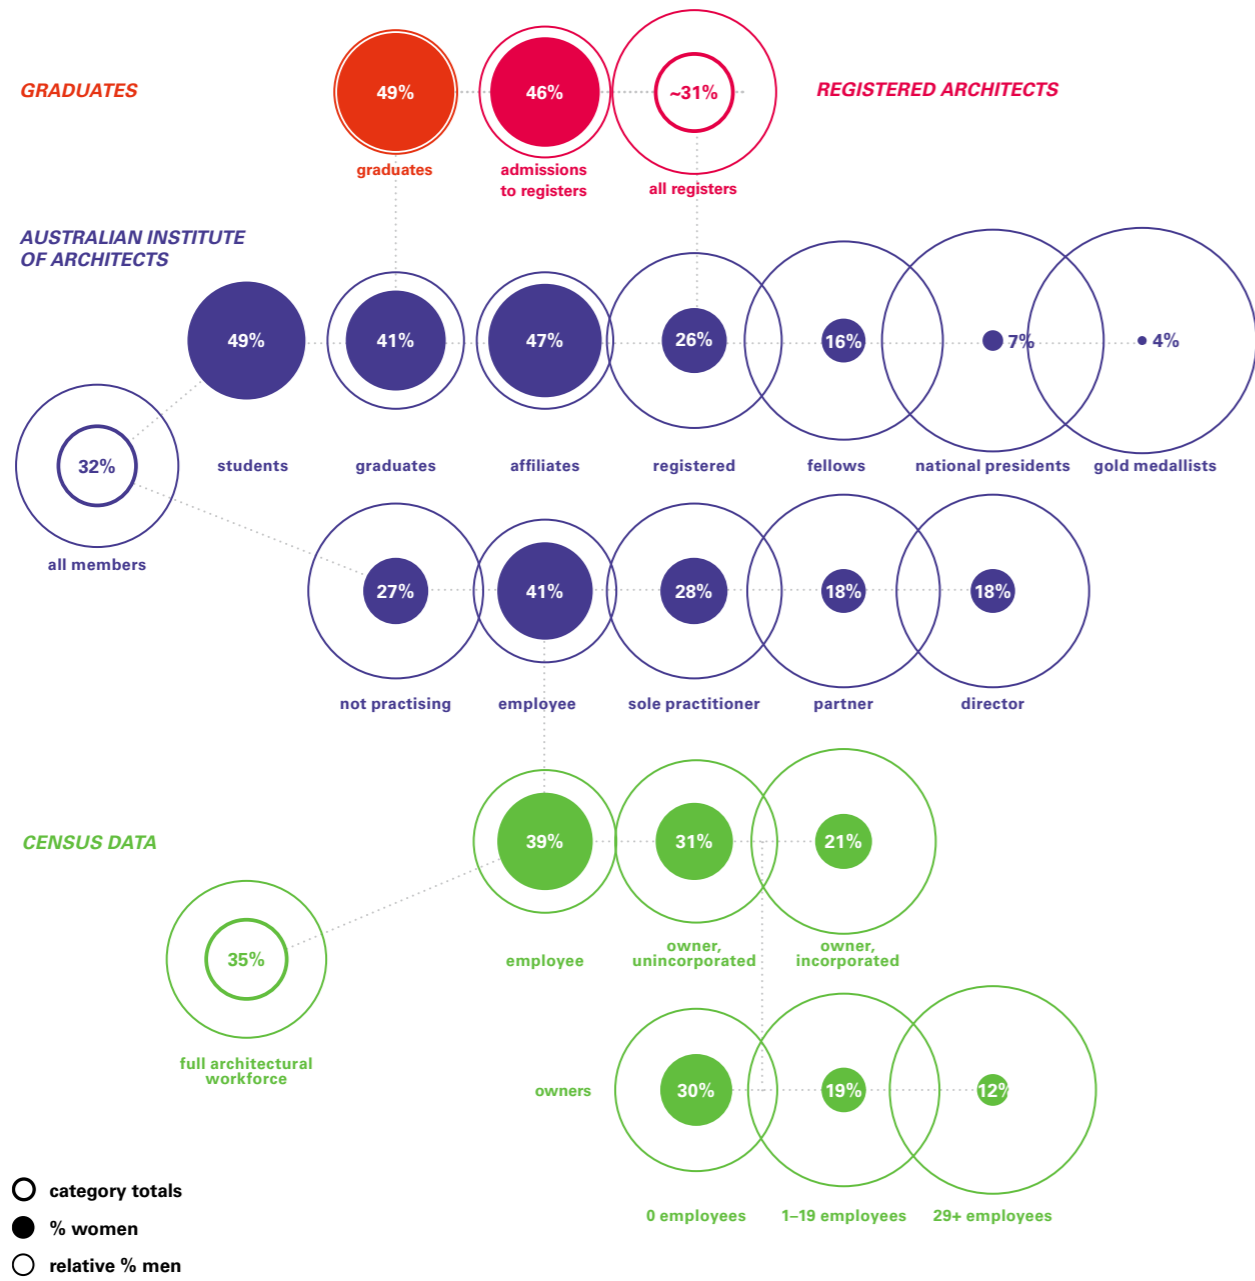 GRADUATES
49%
46%
~31%
REGISTERED ARCHITECTS
graduates
admissions
to registers
all registers
AUSTRALIAN INSTITUTE
OF ARCHITECTS
49%
41%
47%
26%
16%
7%
4%
32%
students
graduates
affiliates
registered
fellows
national presidents
gold medallists
all members
27%
41%
28%
18%
18%
not practising
employee
sole practitioner
partner
director
CENSUS DATA
39%
31%
21%
35%
employee
owner,
unincorporated
owner,
incorporated
full architectural
workforce
owners
30%
19%
12%
0 employees
1–19 employees
29+ employees
category totals
% women
relative % men